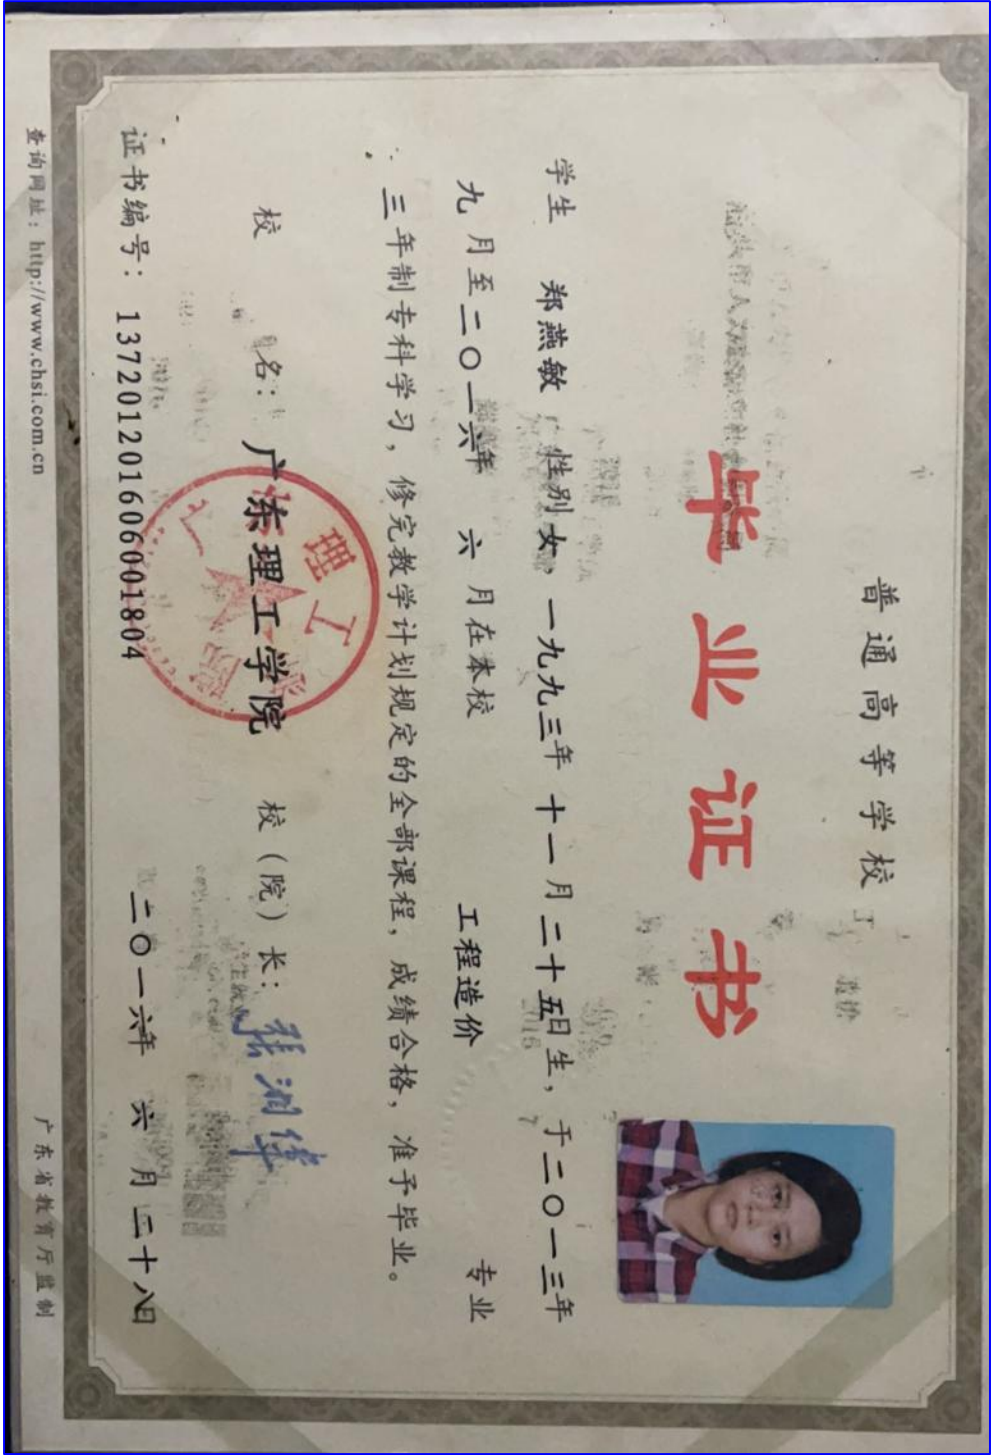 普通高等学校
毕业证书
学生 郑燕敏 性别女，一九九三年十一月二十五日生，于二〇一三年
九月至二〇一六年 六 月在本校 工程造价 专业
三年制专科学习，修完教学计划规定的全部课程，成绩合格，准予毕业。
校 名：广东理工学院 校（院）长：
二〇一六年 六 月二十八日
证书编号：137201201606001804
查询网址：http://www.chsi.com.cn 广东省教育厅监制